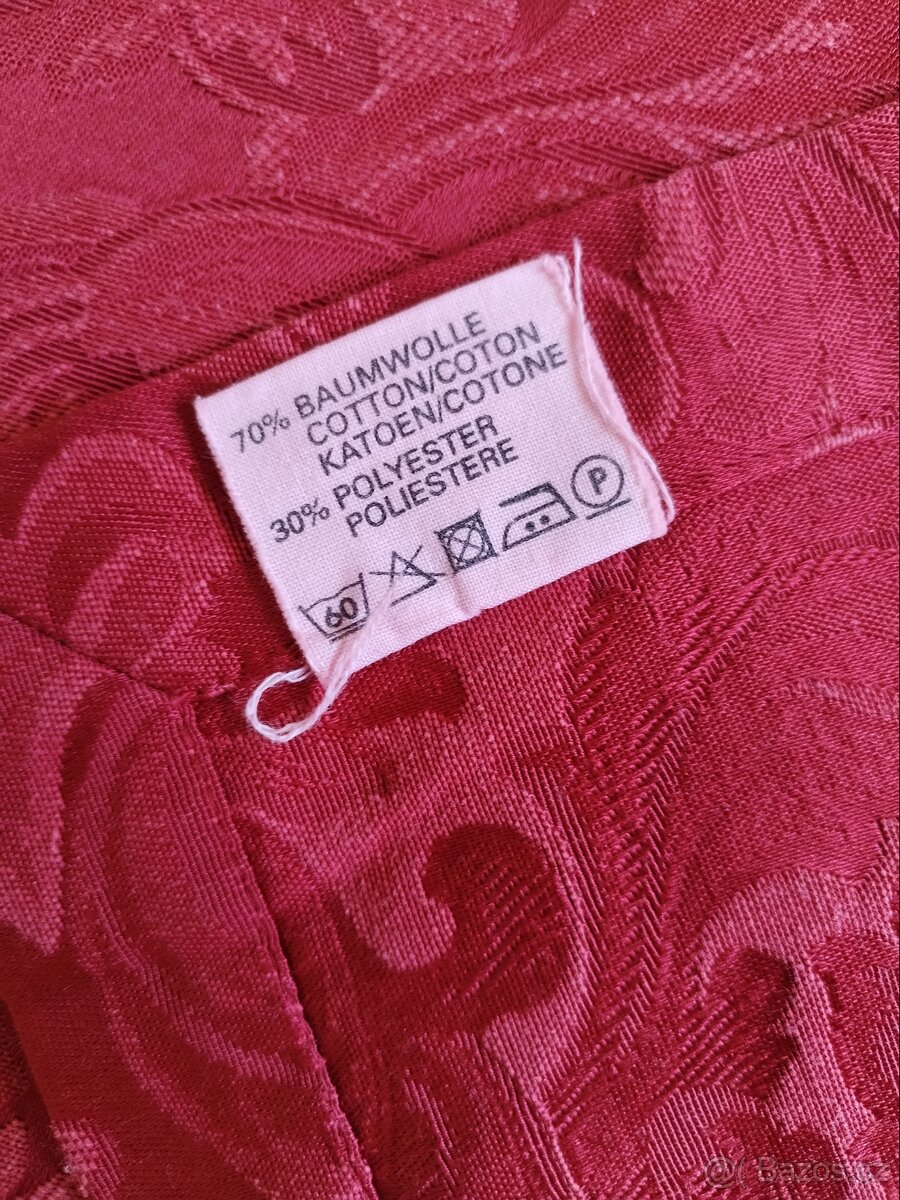 70% BAUMWOLLE
COTTON/COTON
KATOEN/COTONE
30% POLYESTER
POLIESTERE
60
P
Bazos.cz